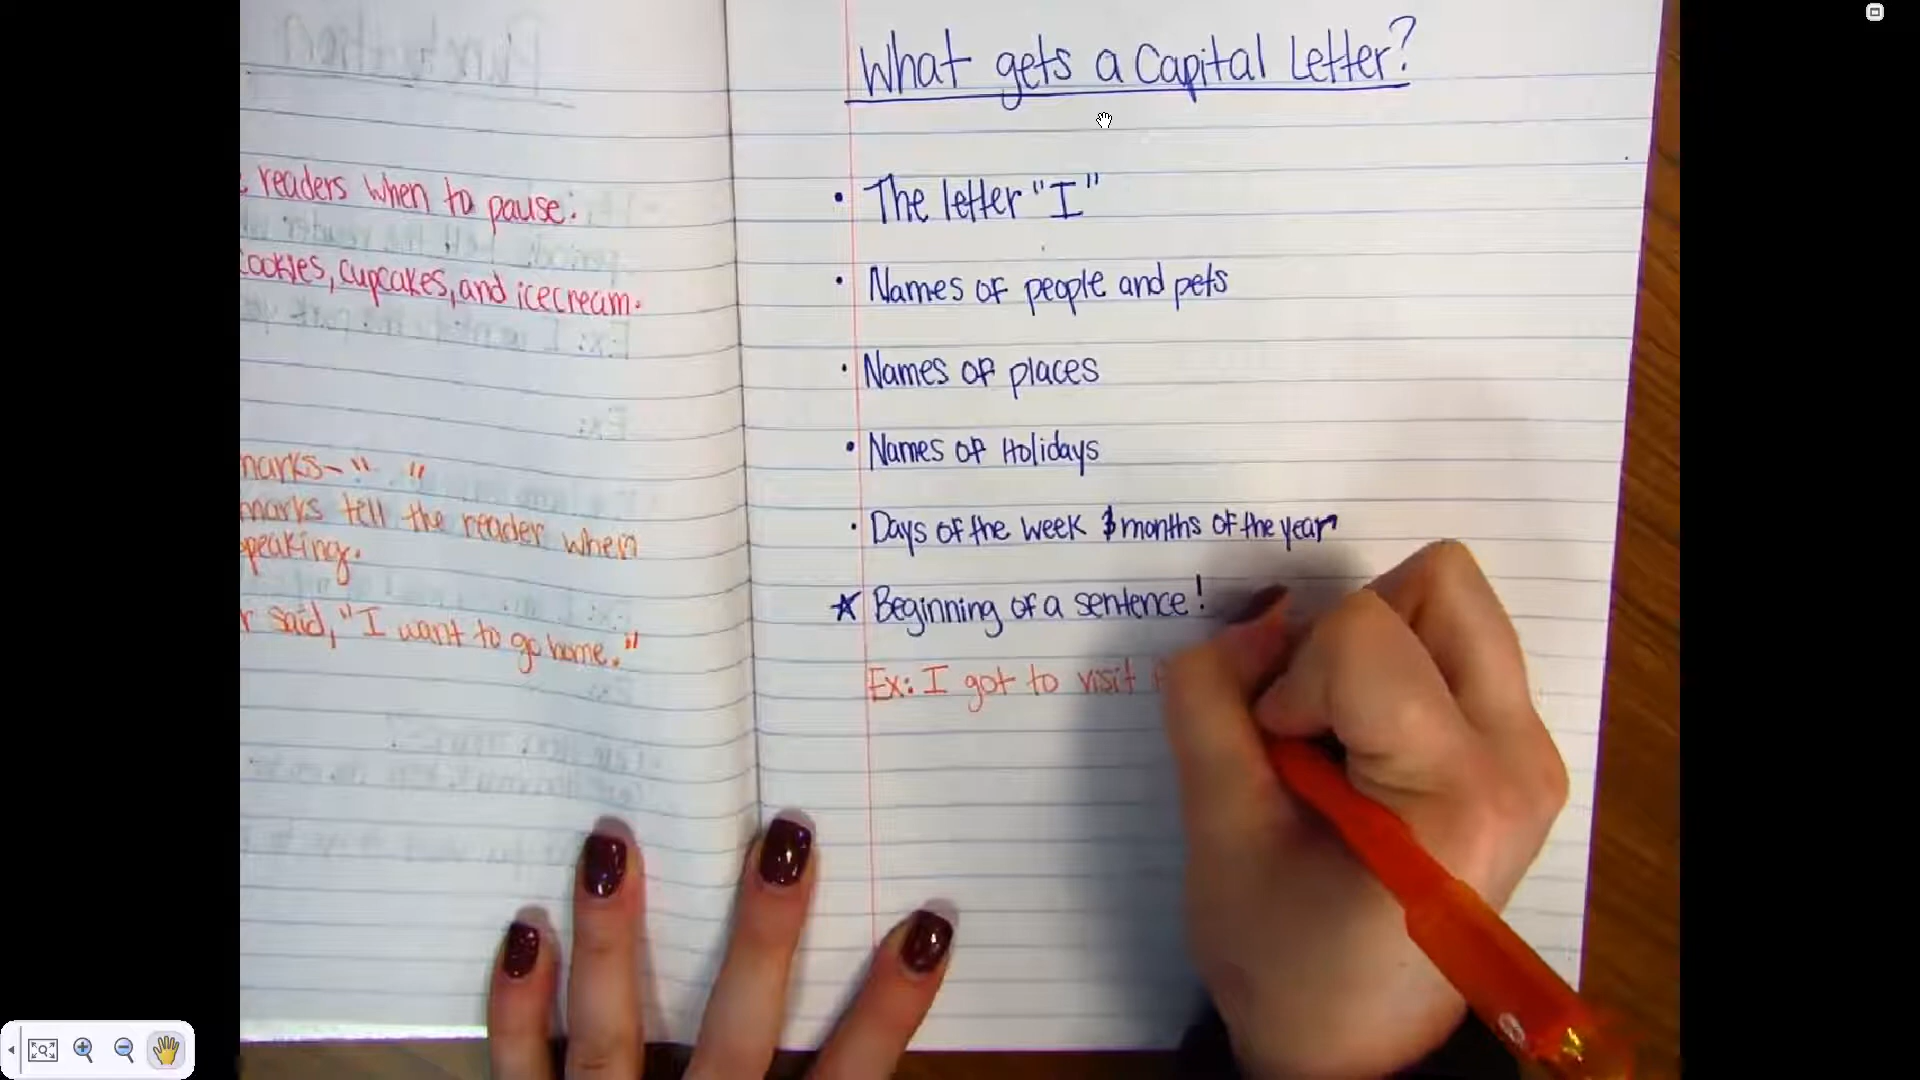 readers when to pause.
cookies, cupcakes, and icecream.
marks - " "
marks tell the reader when
speaking.
said, "I want to go home."
What gets a Capital Letter?
• The letter "I"
• Names of people and pets
• Names of places
• Names of Holidays
• Days of the week & months of the year
★ Beginning of a sentence!
Ex: I got to visit